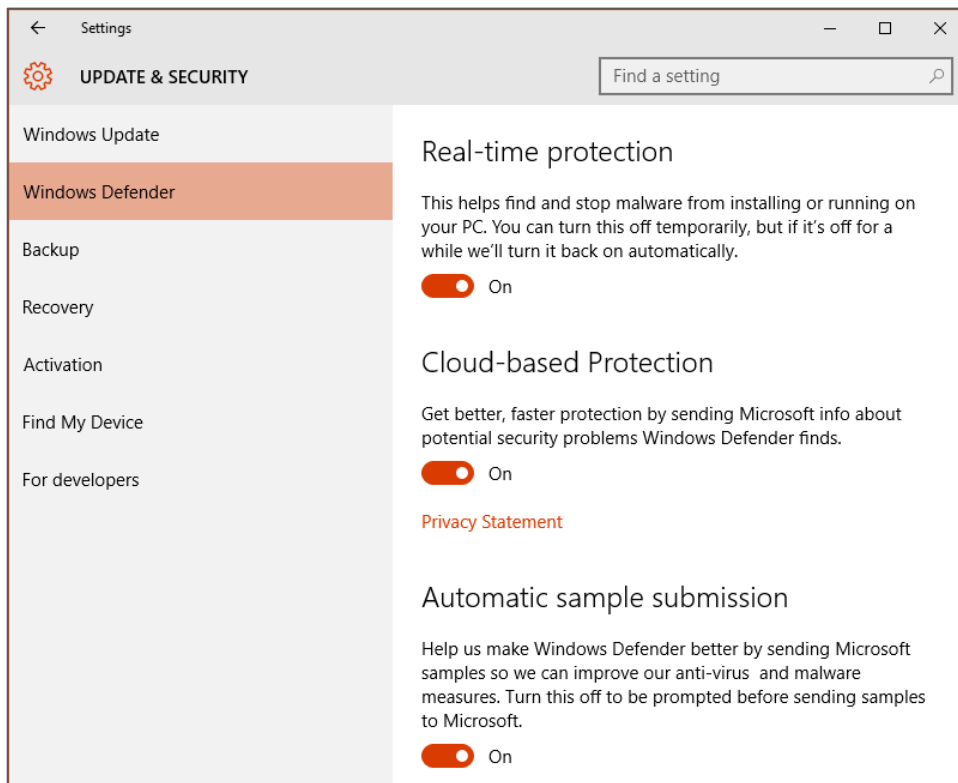 Settings
UPDATE & SECURITY
Find a setting
Windows Update
Windows Defender
Backup
Recovery
Activation
Find My Device
For developers
Real-time protection
This helps find and stop malware from installing or running on
your PC. You can turn this off temporarily, but if it's off for a
while we'll turn it back on automatically.
On
Cloud-based Protection
Get better, faster protection by sending Microsoft info about
potential security problems Windows Defender finds.
On
Privacy Statement
Automatic sample submission
Help us make Windows Defender better by sending Microsoft
samples so we can improve our anti-virus  and malware
measures. Turn this off to be prompted before sending samples
to Microsoft.
On